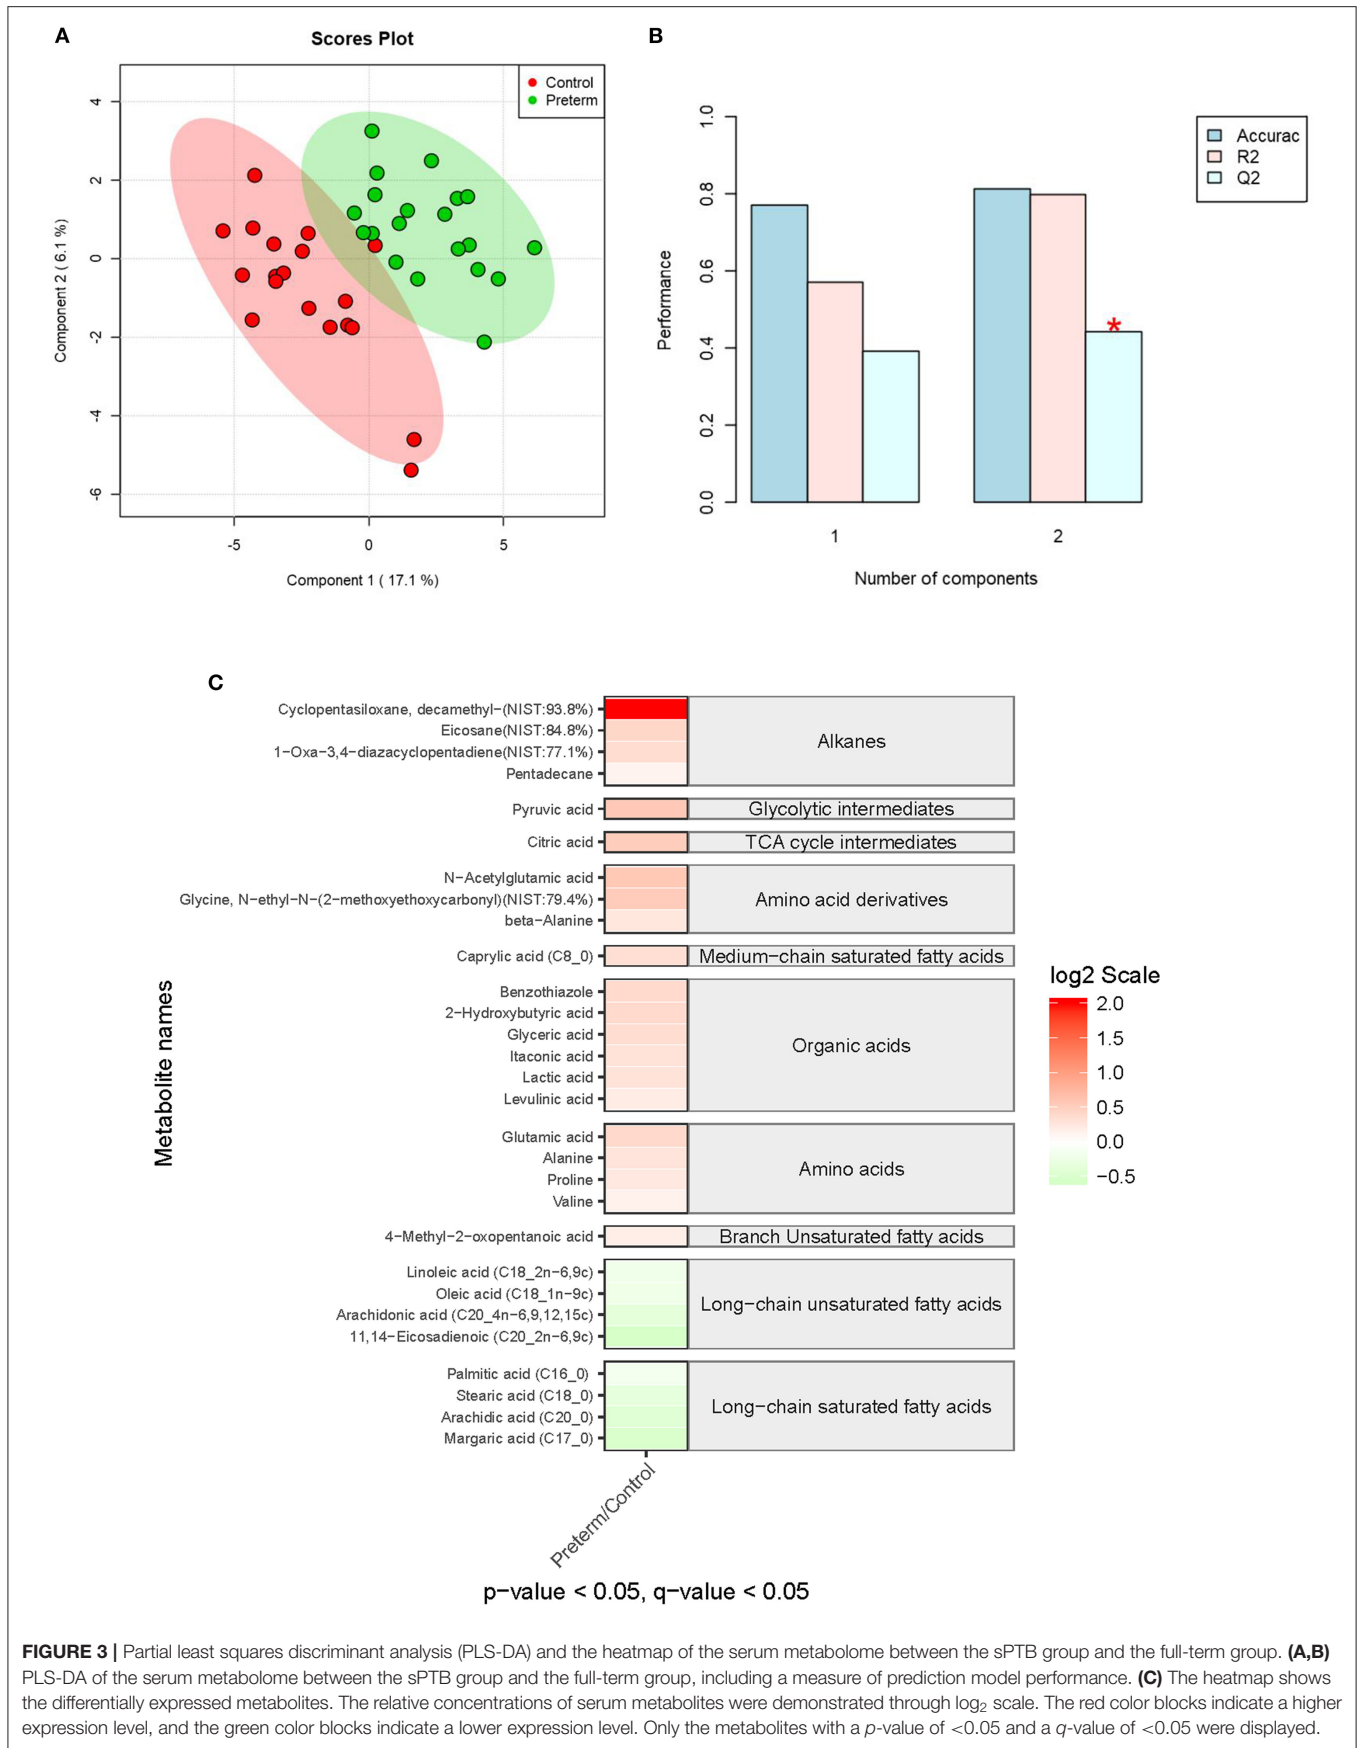 A
Scores Plot
Control
Preterm
4
2
0
-2
-4
-6
Component 2 ( 6.1 %)
-5
0
5
Component 1 ( 17.1 %)
B
1.0
0.8
0.6
0.4
0.2
0.0
Performance
Accurac
R2
Q2
*
1
2
Number of components
C
Metabolite names
Cyclopentasiloxane, decamethyl−(NIST:93.8%)
Eicosane(NIST:84.8%)
1−Oxa−3,4−diazacyclopentadiene(NIST:77.1%)
Pentadecane
Alkanes
Pyruvic acid
Glycolytic intermediates
Citric acid
TCA cycle intermediates
N−Acetylglutamic acid
Glycine, N−ethyl−N−(2−methoxyethoxycarbonyl)(NIST:79.4%)
beta−Alanine
Amino acid derivatives
Caprylic acid (C8_0)
Medium−chain saturated fatty acids
Benzothiazole
2−Hydroxybutyric acid
Glyceric acid
Itaconic acid
Lactic acid
Levulinic acid
Organic acids
Glutamic acid
Alanine
Proline
Valine
Amino acids
4−Methyl−2−oxopentanoic acid
Branch Unsaturated fatty acids
Linoleic acid (C18_2n−6,9c)
Oleic acid (C18_1n−9c)
Arachidonic acid (C20_4n−6,9,12,15c)
11,14−Eicosadienoic (C20_2n−6,9c)
Long−chain unsaturated fatty acids
Palmitic acid (C16_0)
Stearic acid (C18_0)
Arachidic acid (C20_0)
Margaric acid (C17_0)
Long−chain saturated fatty acids
log2 Scale
2.0
1.5
1.0
0.5
0.0
−0.5
Preterm/Control
p−value < 0.05, q−value < 0.05
FIGURE 3 | Partial least squares discriminant analysis (PLS-DA) and the heatmap of the serum metabolome between the sPTB group and the full-term group. (A,B)
PLS-DA of the serum metabolome between the sPTB group and the full-term group, including a measure of prediction model performance. (C) The heatmap shows
the differentially expressed metabolites. The relative concentrations of serum metabolites were demonstrated through log₂ scale. The red color blocks indicate a higher
expression level, and the green color blocks indicate a lower expression level. Only the metabolites with a p-value of <0.05 and a q-value of <0.05 were displayed.